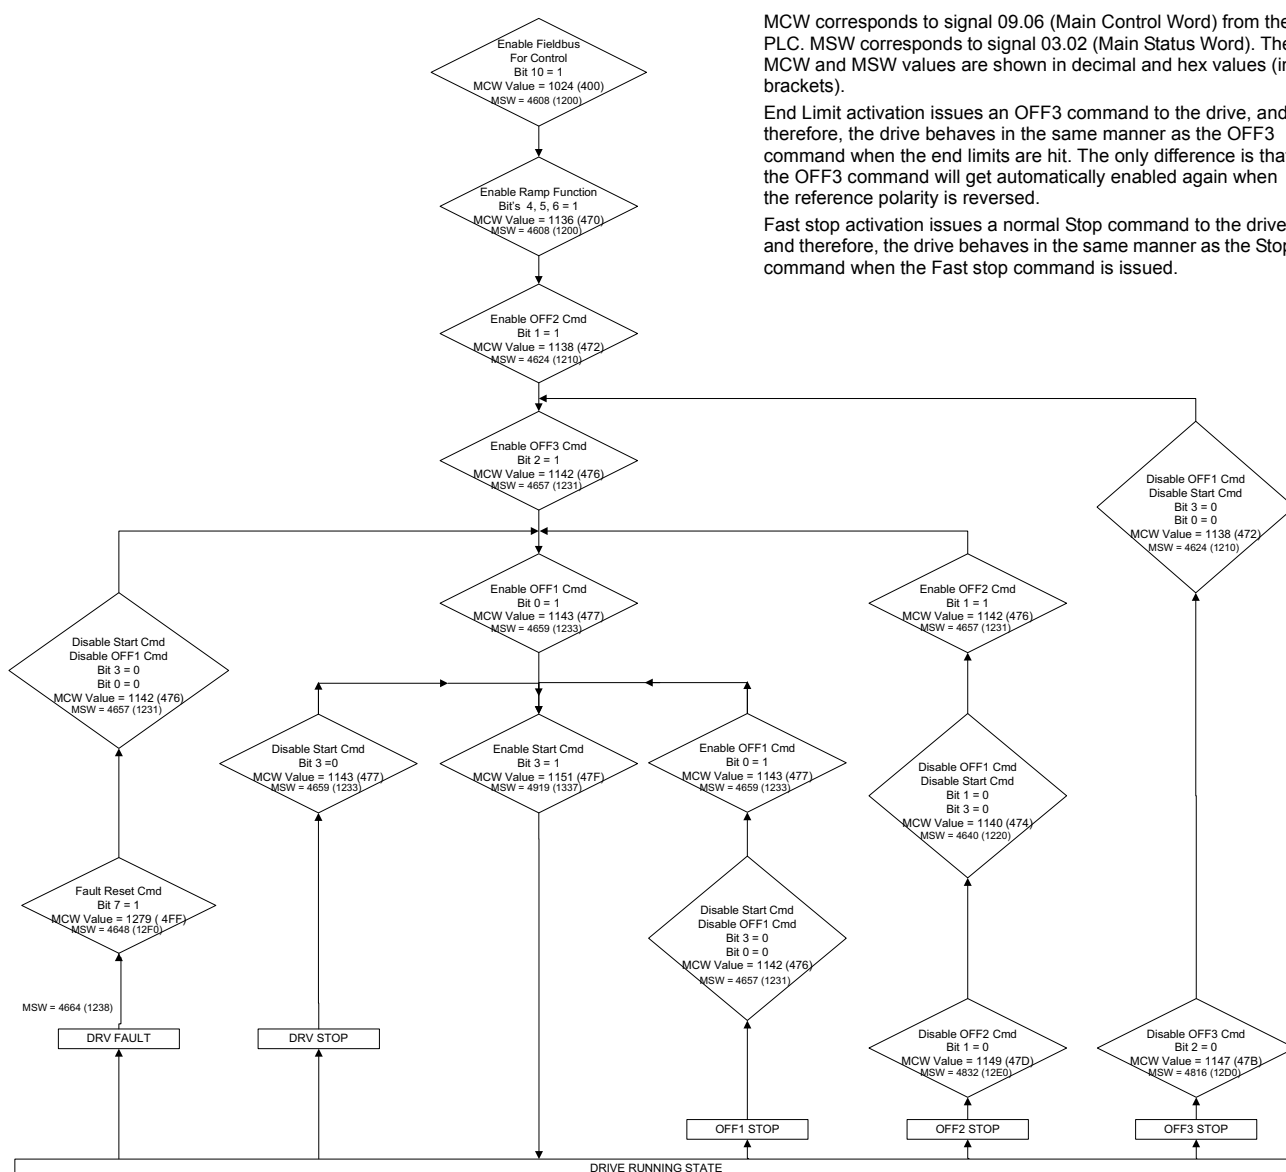 MCW corresponds to signal 09.06 (Main Control Word) from the
PLC. MSW corresponds to signal 03.02 (Main Status Word). The
MCW and MSW values are shown in decimal and hex values (in
brackets).
End Limit activation issues an OFF3 command to the drive, and
therefore, the drive behaves in the same manner as the OFF3
command when the end limits are hit. The only difference is that
the OFF3 command will get automatically enabled again when
the reference polarity is reversed.
Fast stop activation issues a normal Stop command to the drive
and therefore, the drive behaves in the same manner as the Stop
command when the Fast stop command is issued.
Enable Fieldbus
For Control
Bit 10 = 1
MCW Value = 1024 (400)
MSW = 4608 (1200)
Enable Ramp Function
Bit's 4, 5, 6 = 1
MCW Value = 1136 (470)
MSW = 4608 (1200)
Enable OFF2 Cmd
Bit 1 = 1
MCW Value = 1138 (472)
MSW = 4624 (1210)
Enable OFF3 Cmd
Bit 2 = 1
MCW Value = 1142 (476)
MSW = 4657 (1231)
Disable OFF1 Cmd
Disable Start Cmd
Bit 3 = 0
Bit 0 = 0
MCW Value = 1138 (472)
MSW = 4624 (1210)
Enable OFF1 Cmd
Bit 0 = 1
MCW Value = 1143 (477)
MSW = 4659 (1233)
Enable OFF2 Cmd
Bit 1 = 1
MCW Value = 1142 (476)
MSW = 4657 (1231)
Disable Start Cmd
Disable OFF1 Cmd
Bit 3 = 0
Bit 0 = 0
MCW Value = 1142 (476)
MSW = 4657 (1231)
Disable Start Cmd
Bit 3 =0
MCW Value = 1143 (477)
MSW = 4659 (1233)
Enable Start Cmd
Bit 3 = 1
MCW Value = 1151 (47F)
MSW = 4919 (1337)
Enable OFF1 Cmd
Bit 0 = 1
MCW Value = 1143 (477)
MSW = 4659 (1233)
Disable OFF1 Cmd
Disable Start Cmd
Bit 1 = 0
Bit 3 = 0
MCW Value = 1140 (474)
MSW = 4640 (1220)
Fault Reset Cmd
Bit 7 = 1
MCW Value = 1279 ( 4FF)
MSW = 4648 (12F0)
Disable Start Cmd
Disable OFF1 Cmd
Bit 3 = 0
Bit 0 = 0
MCW Value = 1142 (476)
MSW = 4657 (1231)
MSW = 4664 (1238)
DRV FAULT
DRV STOP
Disable OFF2 Cmd
Bit 1 = 0
MCW Value = 1149 (47D)
MSW = 4832 (12E0)
Disable OFF3 Cmd
Bit 2 = 0
MCW Value = 1147 (47B)
MSW = 4816 (12D0)
OFF1 STOP
OFF2 STOP
OFF3 STOP
DRIVE RUNNING STATE